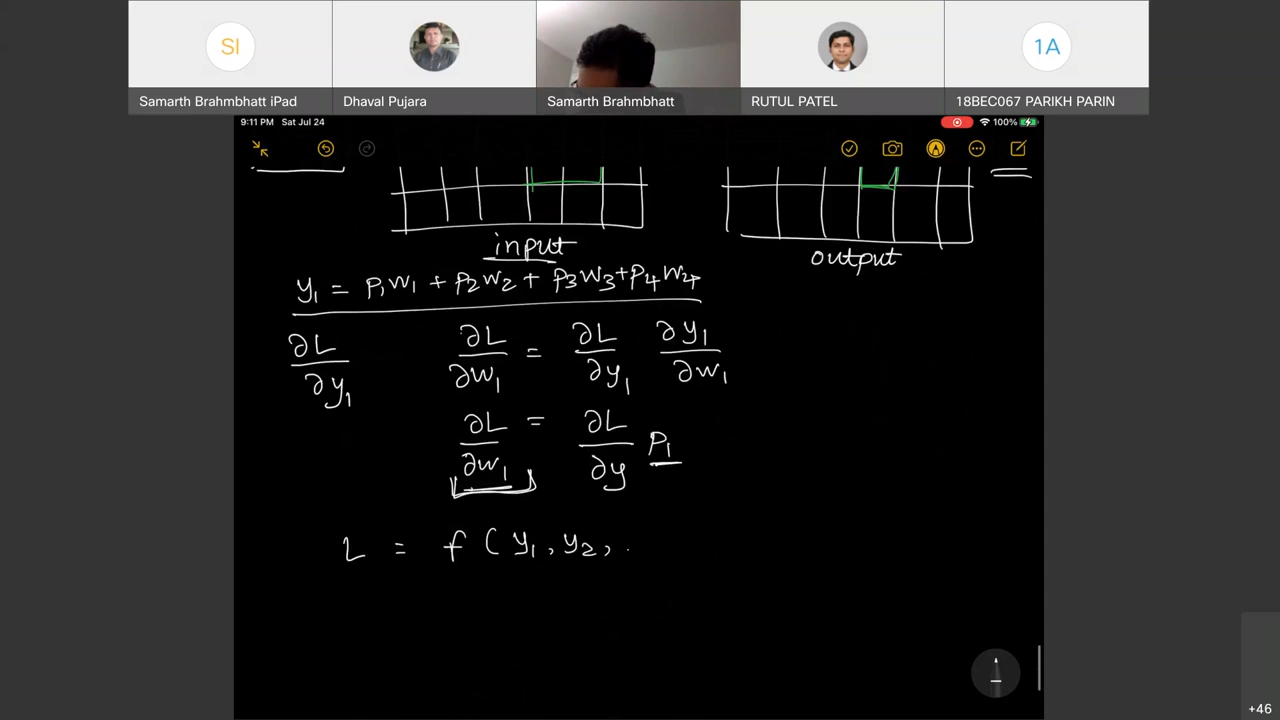 SI
1A
Samarth Brahmbhatt iPad
Dhaval Pujara
Samarth Brahmbhatt
RUTUL PATEL
18BEC067 PARIKH PARIN
9:11 PM Sat Jul 24
100%
input
output
y₁ = P₁W₁ + P₂W₂ + P₃W₃ + P₄W₄
∂L/∂y₁ ∂L/∂w₁ = ∂L/∂y₁ ∂y₁/∂w₁
∂L/∂w₁ = ∂L/∂y P₁
L = f (y₁, y₂, .
+46